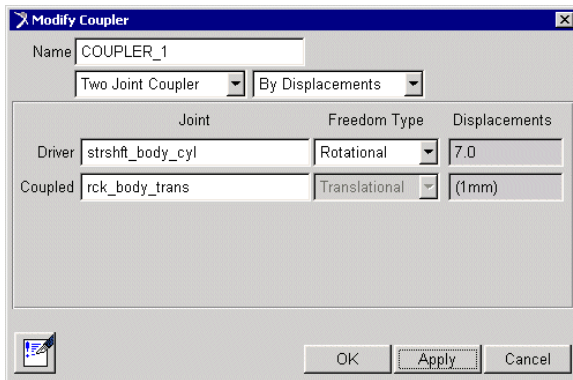 Modify Coupler
Name COUPLER_1
Two Joint Coupler By Displacements
Joint Freedom Type Displacements
Driver strshft_body_cyl Rotational 7.0
Coupled rck_body_trans Translational (1mm)
OK Apply Cancel